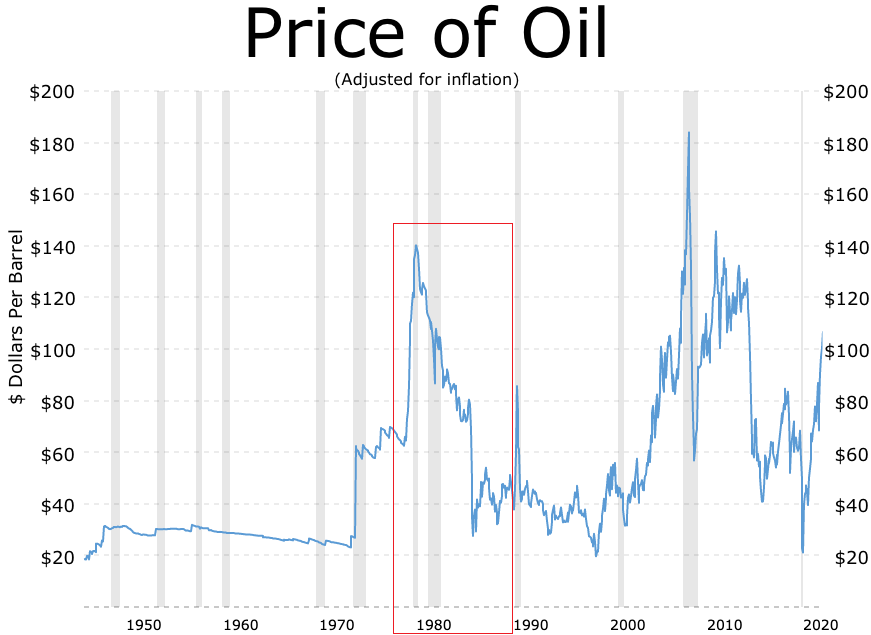 Price of Oil
(Adjusted for inflation)
$200 $200
$180 $180
$160 $160
$140 $140
$120 $120
$100 $100
$80 $80
$60 $60
$40 $40
$20 $20
$ Dollars Per Barrel
1950 1960 1970 1980 1990 2000 2010 2020